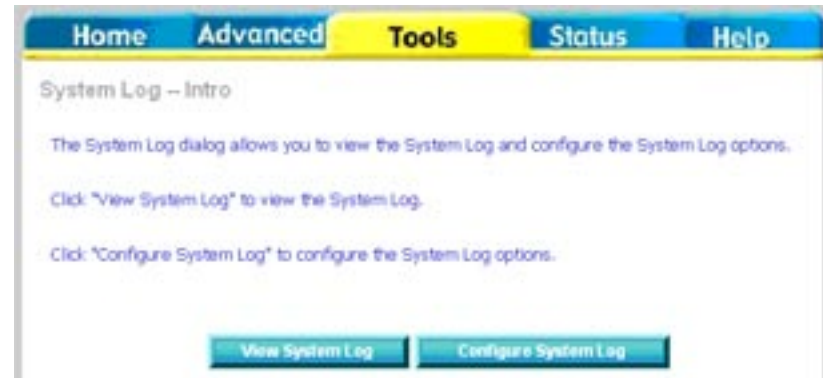 Home Advanced Tools Status Help
System Log -- Intro
The System Log dialog allows you to view the System Log and configure the System Log options.
Click "View System Log" to view the System Log.
Click "Configure System Log" to configure the System Log options.
View System Log Configure System Log